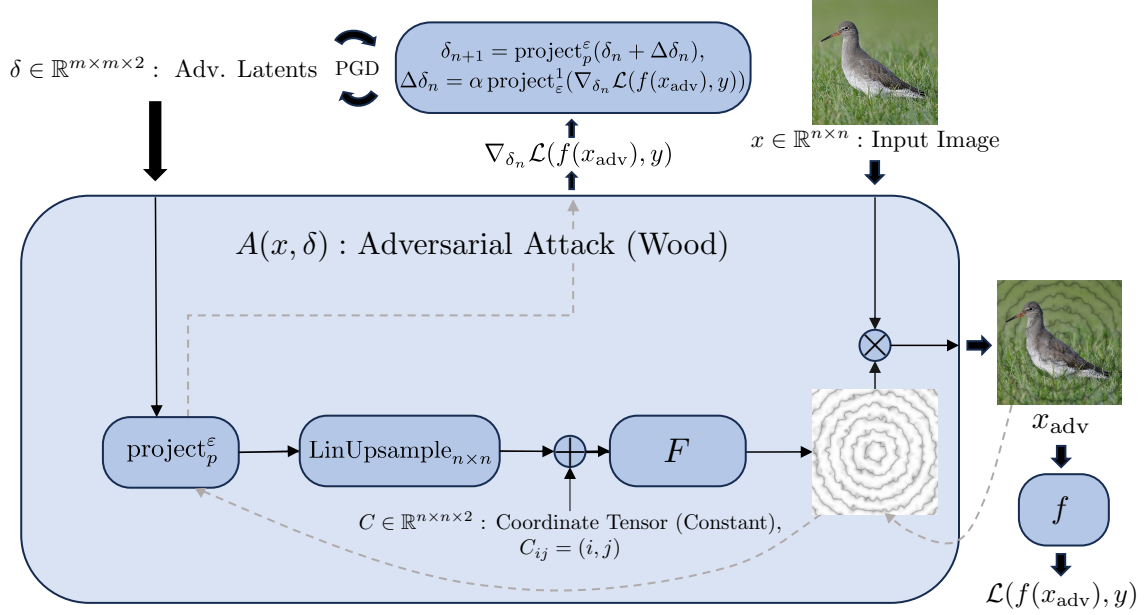 δ ∈ ℝ^{m×m×2} : Adv. Latents
PGD
δ_{n+1} = project_p^ε(δ_n + Δδ_n),
Δδ_n = α project_ε^1(∇_{δ_n} ℒ(f(x_adv), y))
∇_{δ_n} ℒ(f(x_adv), y)
x ∈ ℝ^{n×n} : Input Image
A(x, δ) : Adversarial Attack (Wood)
project_p^ε
LinUpsample_{n×n}
F
C ∈ ℝ^{n×n×2} : Coordinate Tensor (Constant),
C_{ij} = (i, j)
x_adv
f
ℒ(f(x_adv), y)